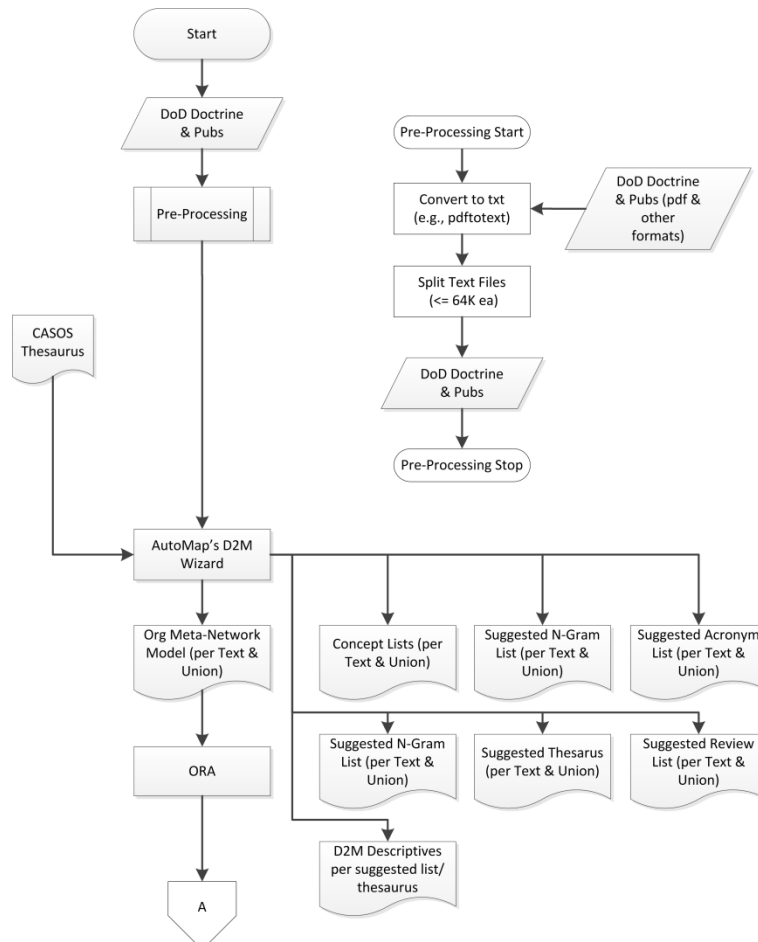 Start
DoD Doctrine
& Pubs
Pre-Processing
CASOS
Thesaurus
Pre-Processing Start
Convert to txt
(e.g., pdftotext)
DoD Doctrine
& Pubs (pdf &
other
formats)
Split Text Files
(<= 64K ea)
DoD Doctrine
& Pubs
Pre-Processing Stop
AutoMap's D2M
Wizard
Org Meta-Network
Model (per Text &
Union)
Concept Lists (per
Text & Union)
Suggested N-Gram
List (per Text &
Union)
Suggested Acronym
List (per Text &
Union)
ORA
Suggested N-Gram
List (per Text &
Union)
Suggested Thesarus
(per Text & Union)
Suggested Review
List (per Text &
Union)
D2M Descriptives
per suggested list/
thesaurus
A